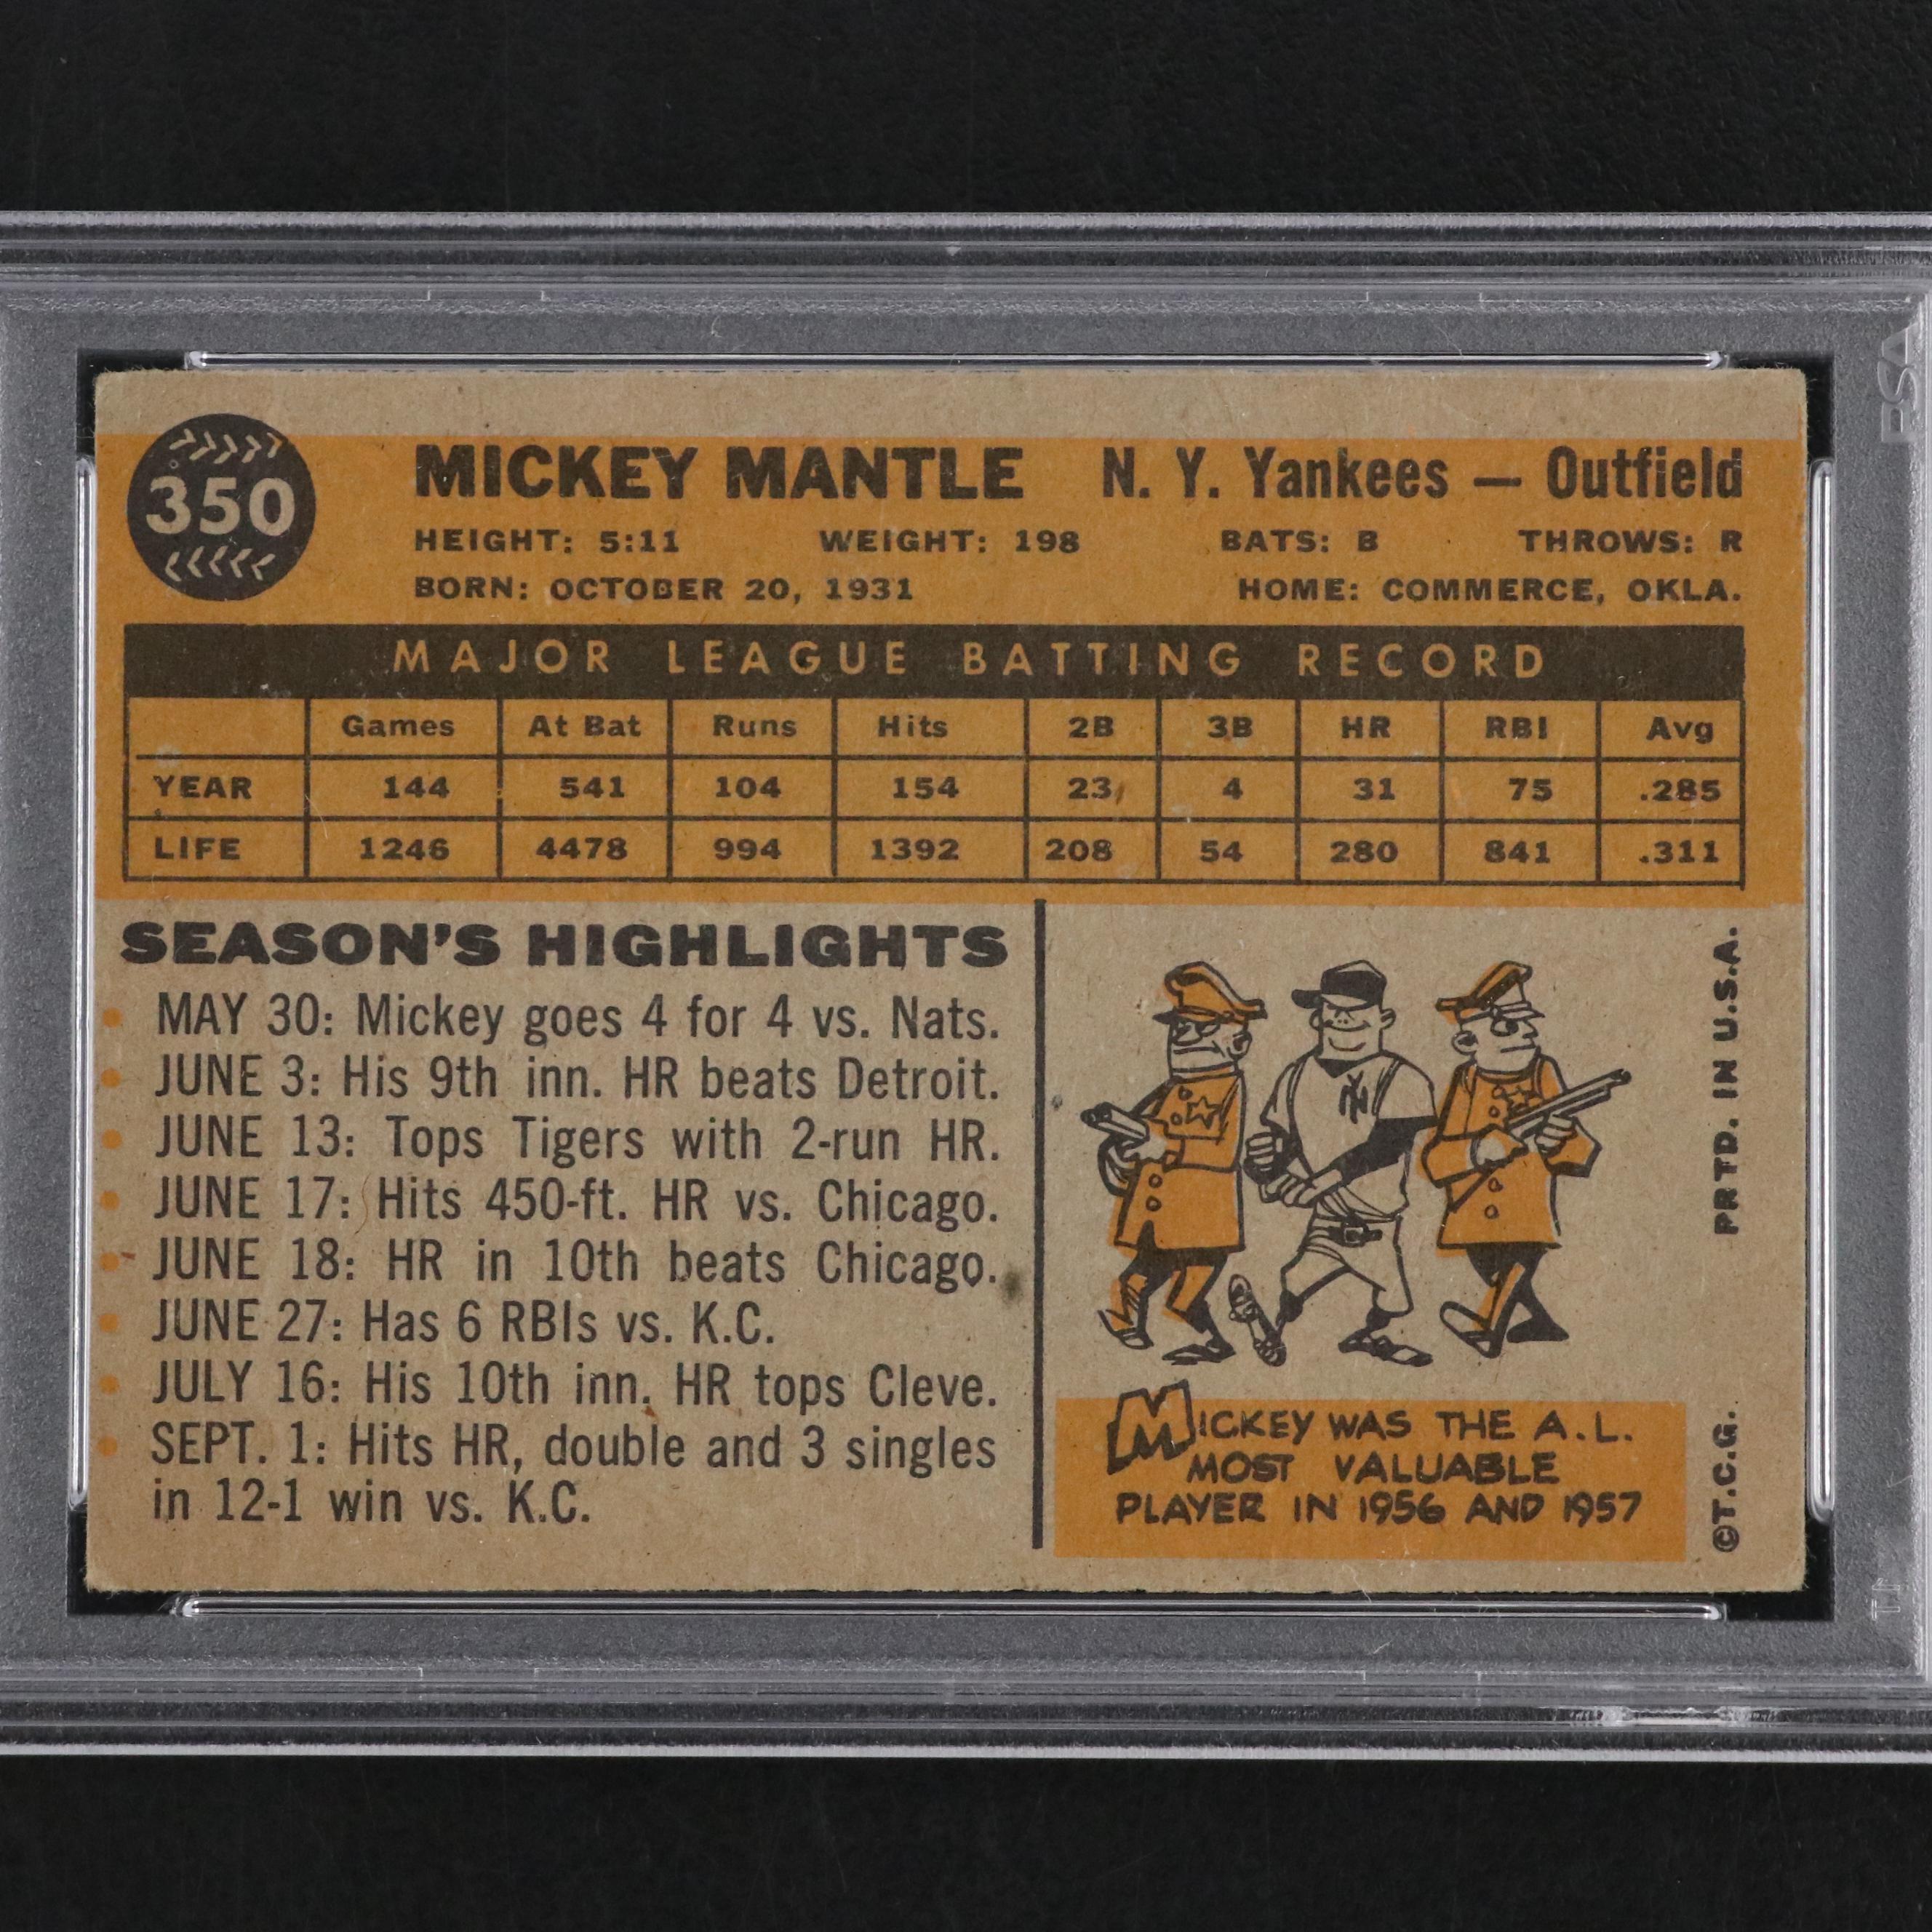 350
MICKEY MANTLE N. Y. Yankees — Outfield
HEIGHT: 5:11 WEIGHT: 198 BATS: B THROWS: R
BORN: OCTOBER 20, 1931 HOME: COMMERCE, OKLA.
MAJOR LEAGUE BATTING RECORD
Games At Bat Runs Hits 2B 3B HR RBI Avg
YEAR 144 541 104 154 23 4 31 75 .285
LIFE 1246 4478 994 1392 208 54 280 841 .311
SEASON'S HIGHLIGHTS
MAY 30: Mickey goes 4 for 4 vs. Nats.
JUNE 3: His 9th inn. HR beats Detroit.
JUNE 13: Tops Tigers with 2-run HR.
JUNE 17: Hits 450-ft. HR vs. Chicago.
JUNE 18: HR in 10th beats Chicago.
JUNE 27: Has 6 RBIs vs. K.C.
JULY 16: His 10th inn. HR tops Cleve.
SEPT. 1: Hits HR, double and 3 singles
in 12-1 win vs. K.C.
NY
MICKEY WAS THE A.L.
MOST VALUABLE
PLAYER IN 1956 AND 1957
©T.C.G. PRTD. IN U.S.A.
PSA